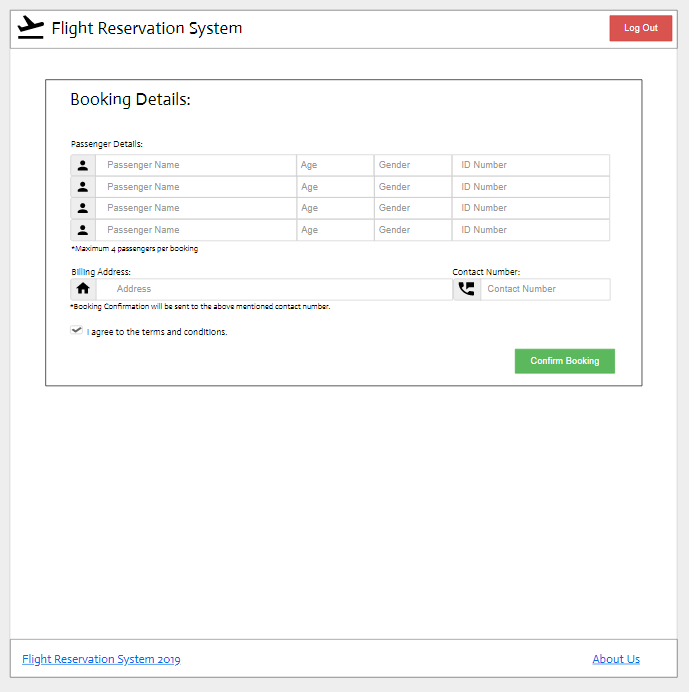 Flight Reservation System
Log Out
Booking Details:
Passenger Details:
Passenger Name Age Gender ID Number
Passenger Name Age Gender ID Number
Passenger Name Age Gender ID Number
Passenger Name Age Gender ID Number
*Maximum 4 passengers per booking
Billing Address: Contact Number:
Address Contact Number
*Booking Confirmation will be sent to the above mentioned contact number.
I agree to the terms and conditions.
Confirm Booking
Flight Reservation System 2019 About Us